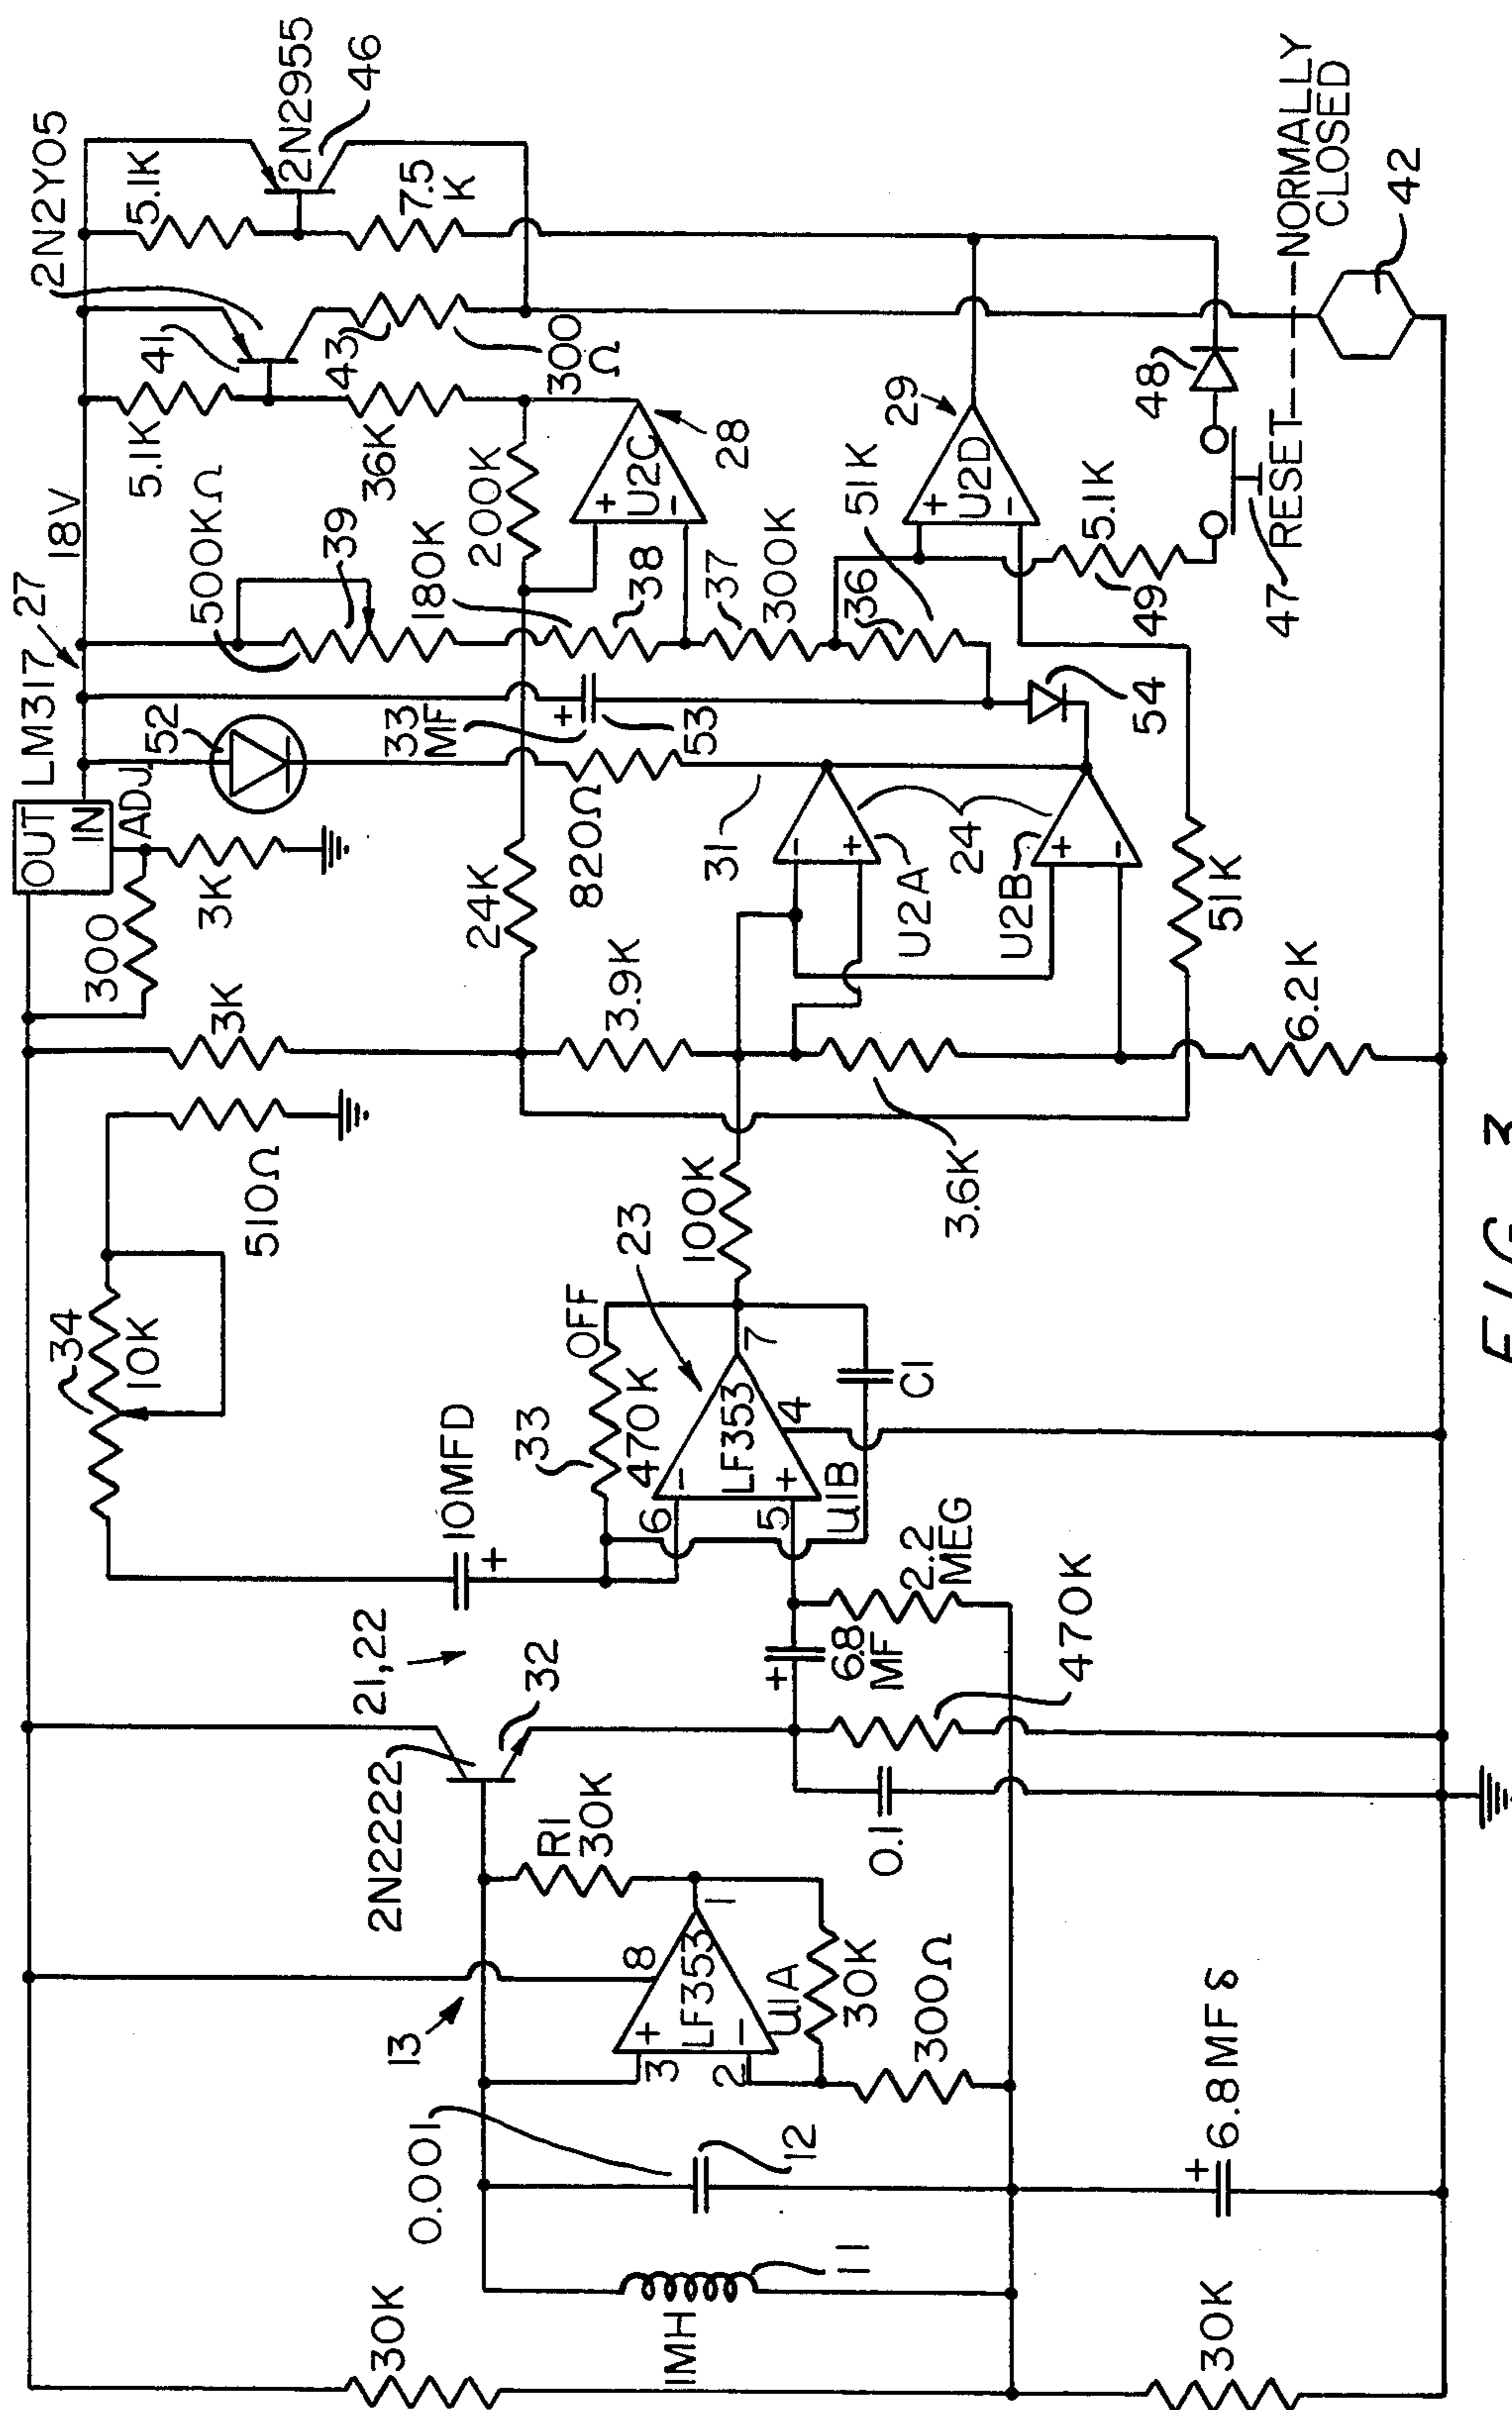 30K
30K
1MH
11
0.001
12
6.8MFS
13
3
2
8
1
+
LF353
-
U1A
30K
300Ω
R1
30K
2N2222
32
21,22
0.1
+
6.8
MF
470K
2.2
MEG
10MFD
+
34
10K
510Ω
33
470K
OFF
6
5
7
4
-
LF353
+
U1B
C1
23
100K
3K
300
3K
3.9K
3.6K
6.2K
24K
51K
OUT
IN
ADJ.
LM317
27
18V
52
820Ω
31
33
MF
+
53
54
-
+
U2A
24
+
-
U2B
500KΩ
39
180K
38
37
300K
36
51K
200K
+
U2C
-
28
+
U2D
-
29
5.1K
36K
41
43
300
Ω
2N2Y05
5.1K
7.5
K
2N2955
46
5.1K
49
47
RESET
48
NORMALLY
CLOSED
42
FIG 3